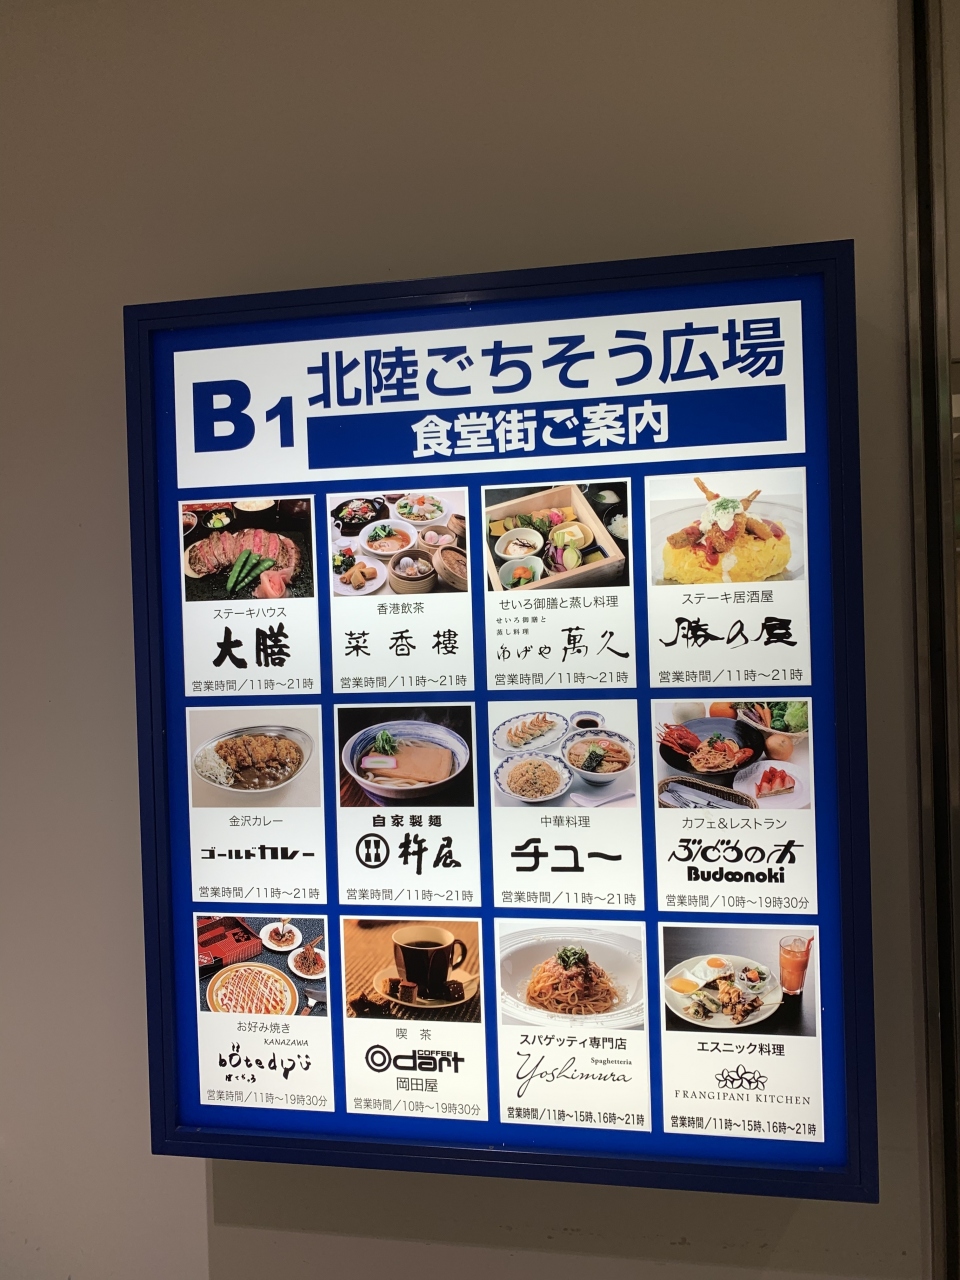 B1
北陸ごちそう広場
食堂街ご案内
ステーキハウス
大膳
営業時間/11時〜21時
香港飲茶
菜香樓
営業時間/11時〜21時
せいろ御膳と蒸し料理
せいろ御膳と
蒸し料理
ゆげや 萬久
営業時間/11時〜21時
ステーキ居酒屋
勝の屋
営業時間/11時〜21時
金沢カレー
ゴールドカレー
営業時間/11時〜21時
自家製麺
杵屋
営業時間/11時〜21時
中華料理
チユー
営業時間/11時〜21時
カフェ&レストラン
ぶどうの木
Budoonoki
営業時間/10時〜19時30分
お好み焼き
KANAZAWA
ぼてぢゅう
営業時間/11時〜19時30分
喫 茶
COFFEE
dart
岡田屋
営業時間/10時〜19時30分
スパゲッティ専門店
Spaghetteria
Yoshimura
営業時間/11時〜15時、16時〜21時
エスニック料理
FRANGIPANI KITCHEN
営業時間/11時〜15時、16時〜21時